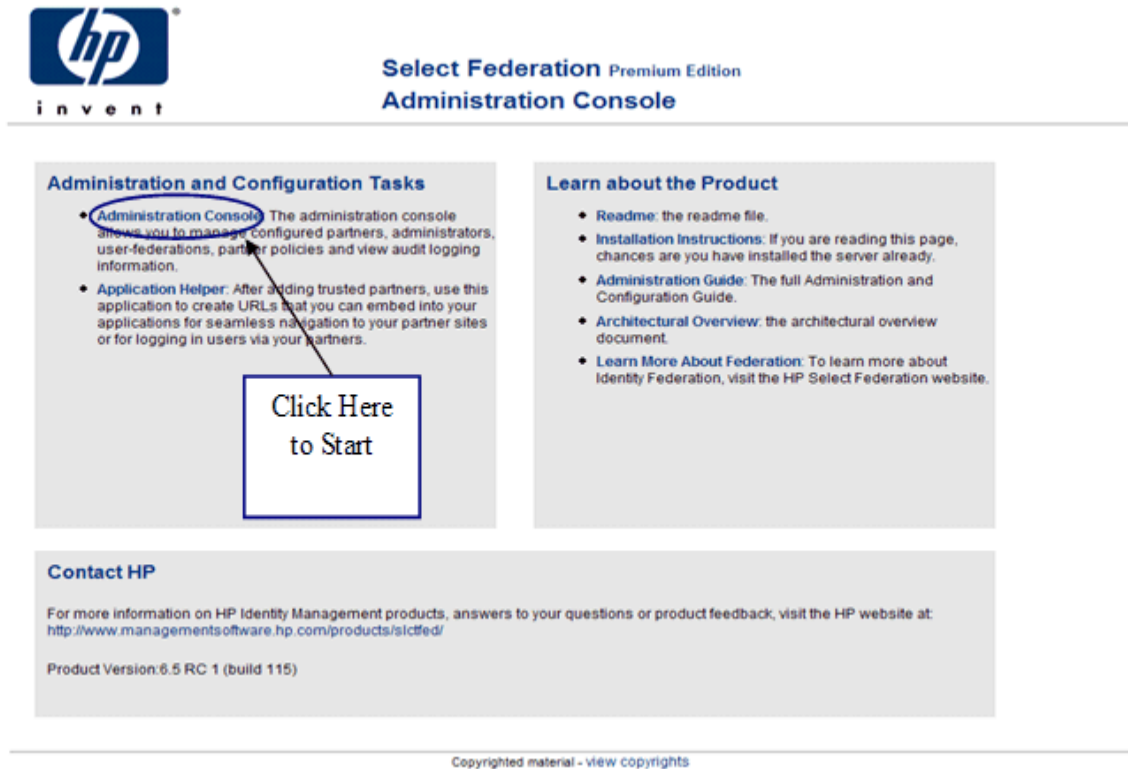 hp
invent
Select Federation Premium Edition
Administration Console
Administration and Configuration Tasks
Administration Console: The administration console
allows you to manage configured partners, administrators,
user-federations, partner policies and view audit logging
information.
Application Helper: After adding trusted partners, use this
application to create URLs that you can embed into your
applications for seamless navigation to your partner sites
or for logging in users via your partners.
Click Here
to Start
Learn about the Product
Readme: the readme file.
Installation Instructions: If you are reading this page,
chances are you have installed the server already.
Administration Guide: The full Administration and
Configuration Guide.
Architectural Overview: the architectural overview
document.
Learn More About Federation: To learn more about
Identity Federation, visit the HP Select Federation website.
Contact HP
For more information on HP Identity Management products, answers to your questions or product feedback, visit the HP website at:
http://www.managementsoftware.hp.com/products/slctfed/
Product Version:6.5 RC 1 (build 115)
Copyrighted material - view copyrights